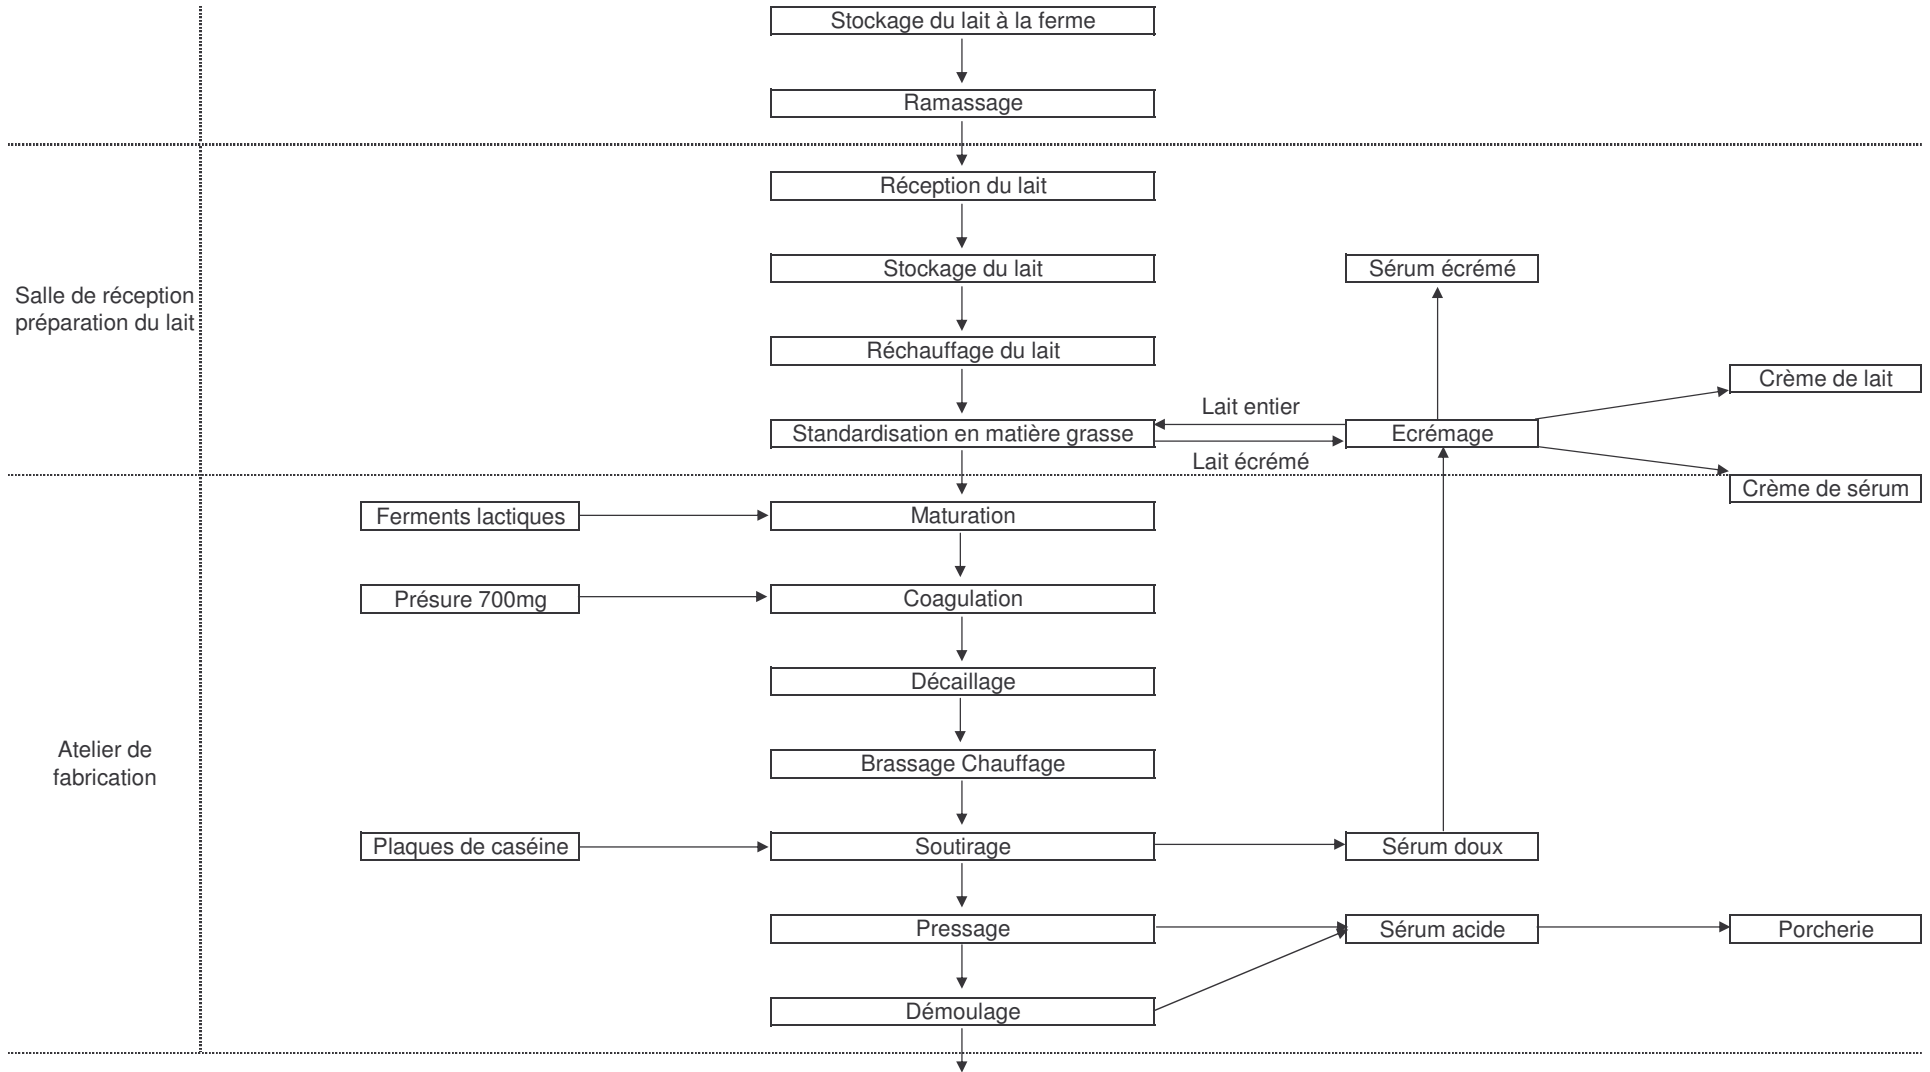 Stockage du lait à la ferme
Ramassage
Réception du lait
Stockage du lait
Sérum écrémé
Salle de réception
préparation du lait
Réchauffage du lait
Crème de lait
Lait entier
Standardisation en matière grasse
Ecrémage
Lait écrémé
Crème de sérum
Ferments lactiques
Maturation
Présure 700mg
Coagulation
Décaillage
Atelier de
fabrication
Brassage Chauffage
Plaques de caséine
Soutirage
Sérum doux
Pressage
Sérum acide
Porcherie
Démoulage